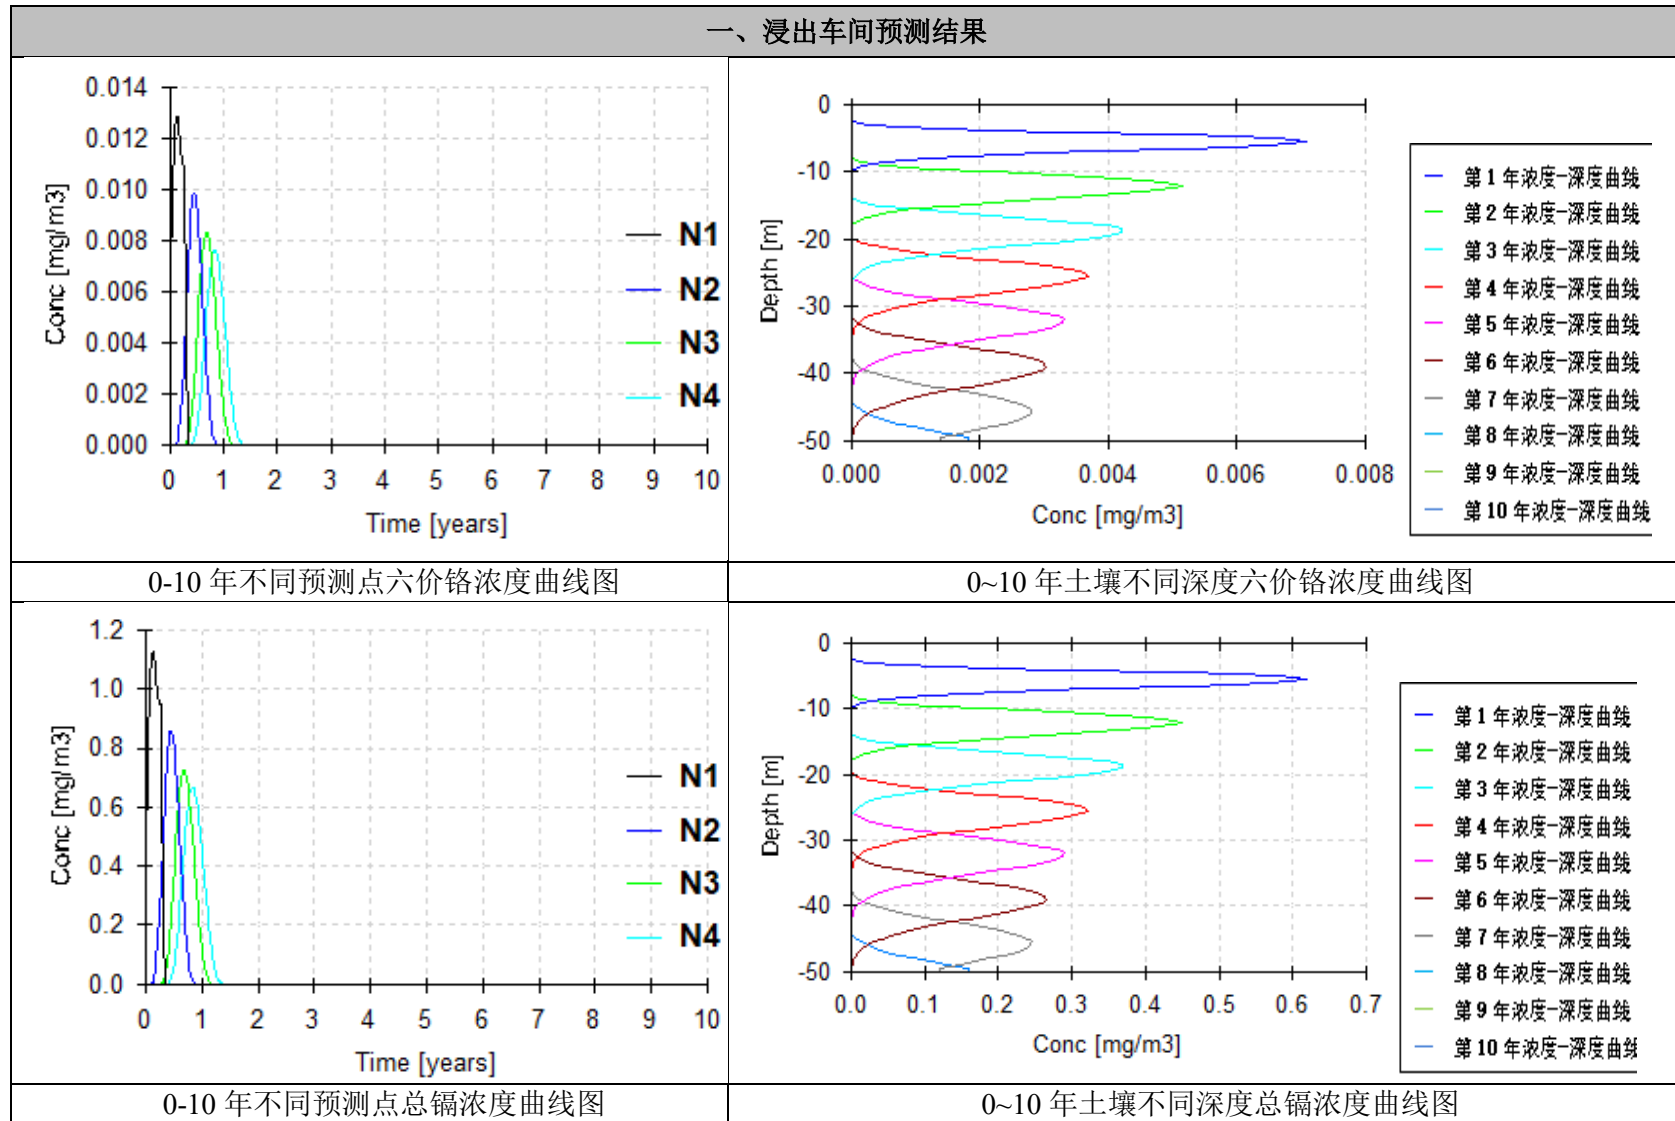 一、浸出车间预测结果
0.014
0.012
0.010
0.008
0.006
0.004
0.002
0.000
Conc [mg/m3]
0 1 2 3 4 5 6 7 8 9 10
Time [years]
N1
N2
N3
N4
0
-10
-20
-30
-40
-50
Depth [m]
0.000 0.002 0.004 0.006 0.008
Conc [mg/m3]
第1年浓度-深度曲线
第2年浓度-深度曲线
第3年浓度-深度曲线
第4年浓度-深度曲线
第5年浓度-深度曲线
第6年浓度-深度曲线
第7年浓度-深度曲线
第8年浓度-深度曲线
第9年浓度-深度曲线
第10年浓度-深度曲线
0-10 年不同预测点六价铬浓度曲线图
0~10 年土壤不同深度六价铬浓度曲线图
1.2
1.0
0.8
0.6
0.4
0.2
0.0
Conc [mg/m3]
0 1 2 3 4 5 6 7 8 9 10
Time [years]
N1
N2
N3
N4
0
-10
-20
-30
-40
-50
Depth [m]
0.0 0.1 0.2 0.3 0.4 0.5 0.6 0.7
Conc [mg/m3]
第1年浓度-深度曲线
第2年浓度-深度曲线
第3年浓度-深度曲线
第4年浓度-深度曲线
第5年浓度-深度曲线
第6年浓度-深度曲线
第7年浓度-深度曲线
第8年浓度-深度曲线
第9年浓度-深度曲线
第10年浓度-深度曲线
0-10 年不同预测点总镉浓度曲线图
0~10 年土壤不同深度总镉浓度曲线图